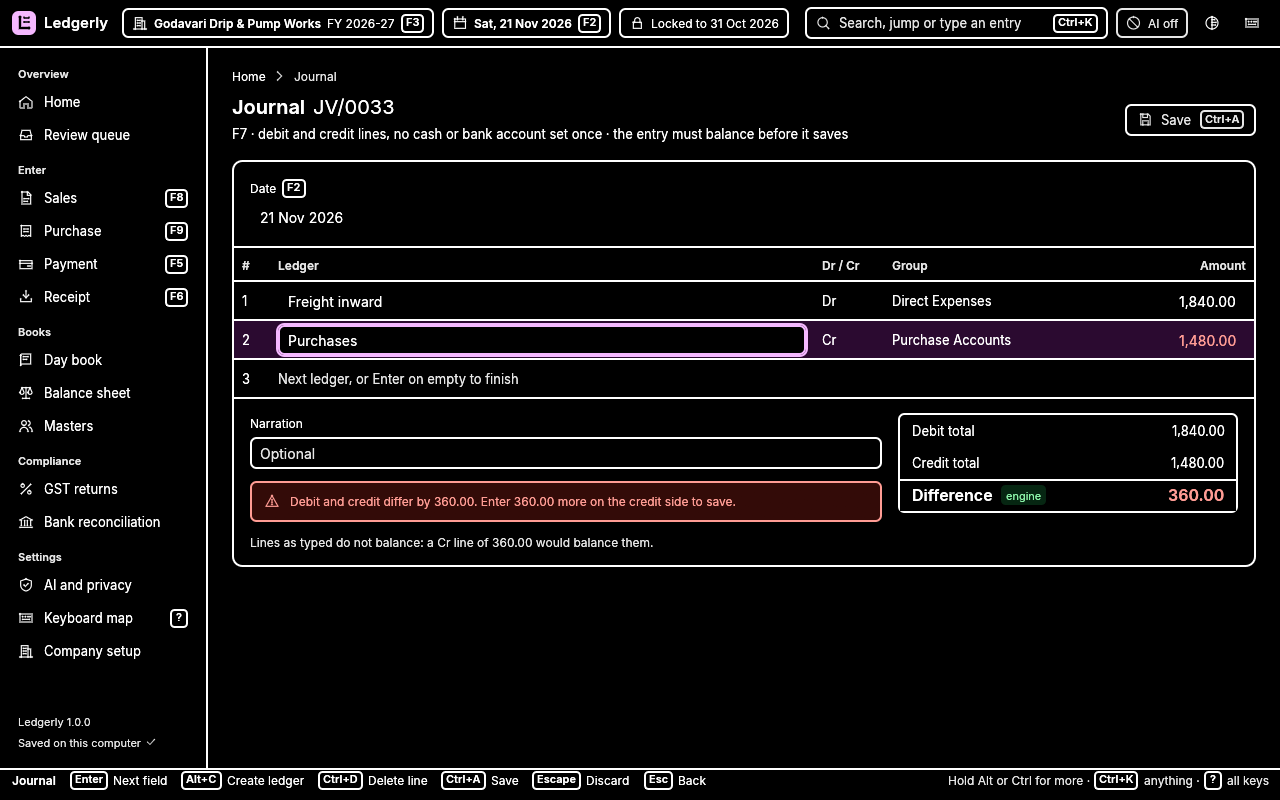 Ledgerly
Godavari Drip & Pump Works FY 2026-27 F3
Sat, 21 Nov 2026 F2
Locked to 31 Oct 2026
Search, jump or type an entry Ctrl+K
AI off
Overview
Home
Review queue
Enter
Sales F8
Purchase F9
Payment F5
Receipt F6
Books
Day book
Balance sheet
Masters
Compliance
GST returns
Bank reconciliation
Settings
AI and privacy
Keyboard map ?
Company setup
Ledgerly 1.0.0
Saved on this computer
Home Journal
Journal JV/0033
F7 · debit and credit lines, no cash or bank account set once · the entry must balance before it saves
Save Ctrl+A
Date F2
21 Nov 2026
# Ledger Dr / Cr Group Amount
1 Freight inward Dr Direct Expenses 1,840.00
2 Purchases Cr Purchase Accounts 1,480.00
3 Next ledger, or Enter on empty to finish
Narration
Optional
Debit and credit differ by 360.00. Enter 360.00 more on the credit side to save.
Lines as typed do not balance: a Cr line of 360.00 would balance them.
Debit total 1,840.00
Credit total 1,480.00
Difference engine 360.00
Journal Enter Next field Alt+C Create ledger Ctrl+D Delete line Ctrl+A Save Escape Discard Esc Back
Hold Alt or Ctrl for more · Ctrl+K anything · ? all keys